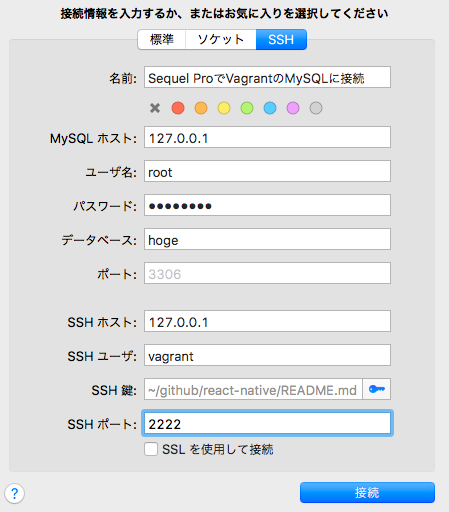 接続情報を入力するか、またはお気に入りを選択してください
標準 ソケット SSH
名前: Sequel ProでVagrantのMySQLに接続
MySQL ホスト: 127.0.0.1
ユーザ名: root
パスワード: ●●●●●●●●
データベース: hoge
ポート: 3306
SSH ホスト: 127.0.0.1
SSH ユーザ: vagrant
SSH 鍵: ~/github/react-native/README.md
SSH ポート: 2222
SSL を使用して接続
? 接続